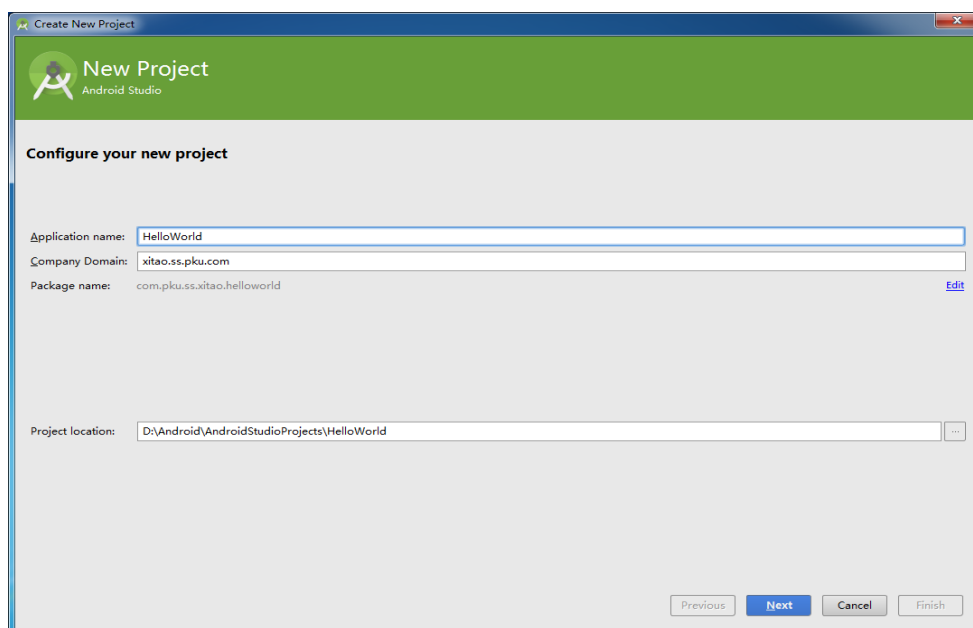 Create New Project
New Project
Android Studio
Configure your new project
Application name: HelloWorld
Company Domain: xitao.ss.pku.com
Package name: com.pku.ss.xitao.helloworld Edit
Project location: D:\Android\AndroidStudioProjects\HelloWorld ...
Previous Next Cancel Finish